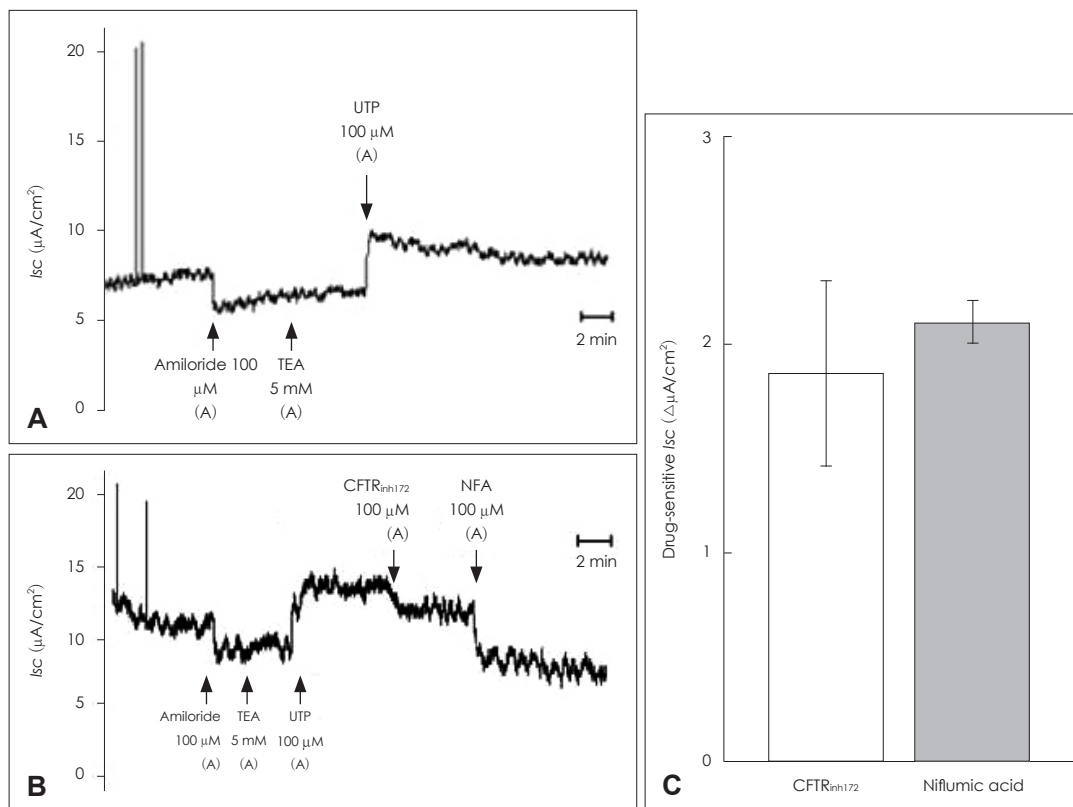 20
15
10
5
0
Isc (μA/cm²)
UTP
100 μM
(A)
Amiloride 100
μM
(A)
TEA
5 mM
(A)
2 min
A
20
15
10
5
0
Isc (μA/cm²)
CFTRinh172
100 μM
(A)
NFA
100 μM
(A)
2 min
Amiloride
100 μM
(A)
TEA
5 mM
(A)
UTP
100 μM
(A)
B
3
2
1
0
Drug-sensitive Isc (△μA/cm²)
CFTRinh172
Niflumic acid
C